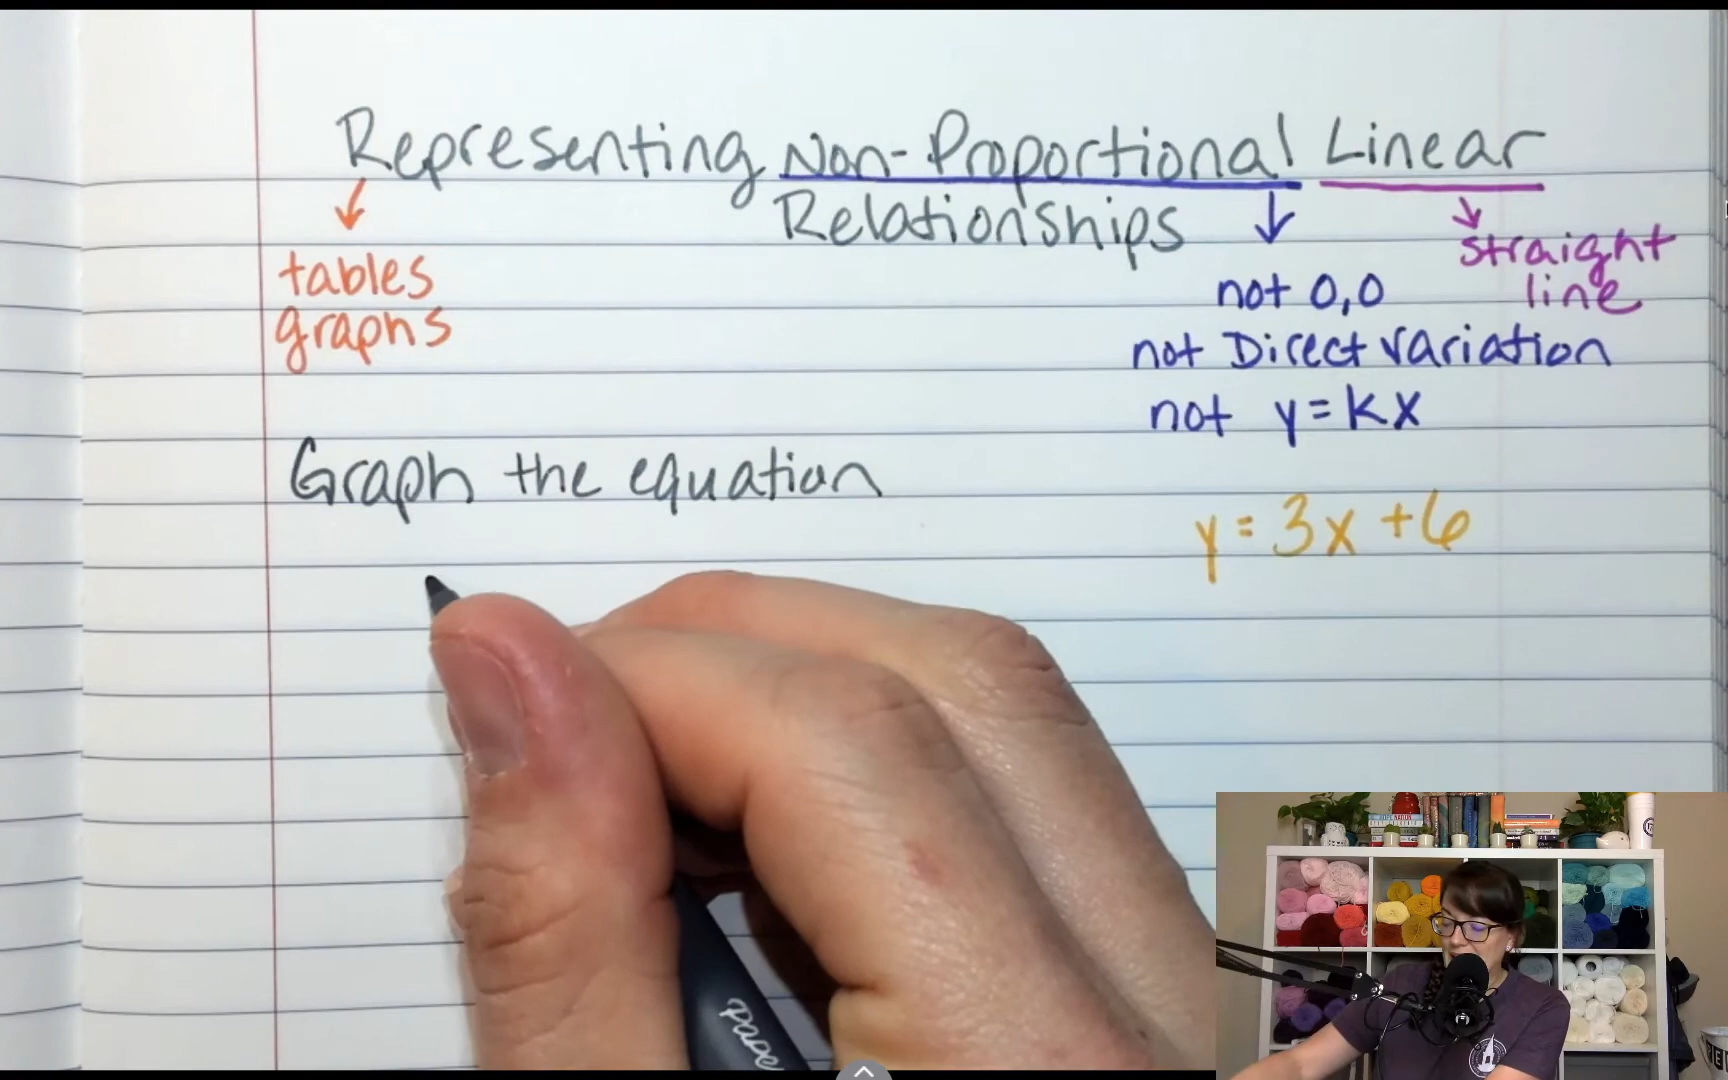 Representing Non-Proportional Linear
Relationships
tables
graphs
not 0,0
not Direct Variation
not y=kx
straight
line
Graph the equation
y = 3x + 6
pape